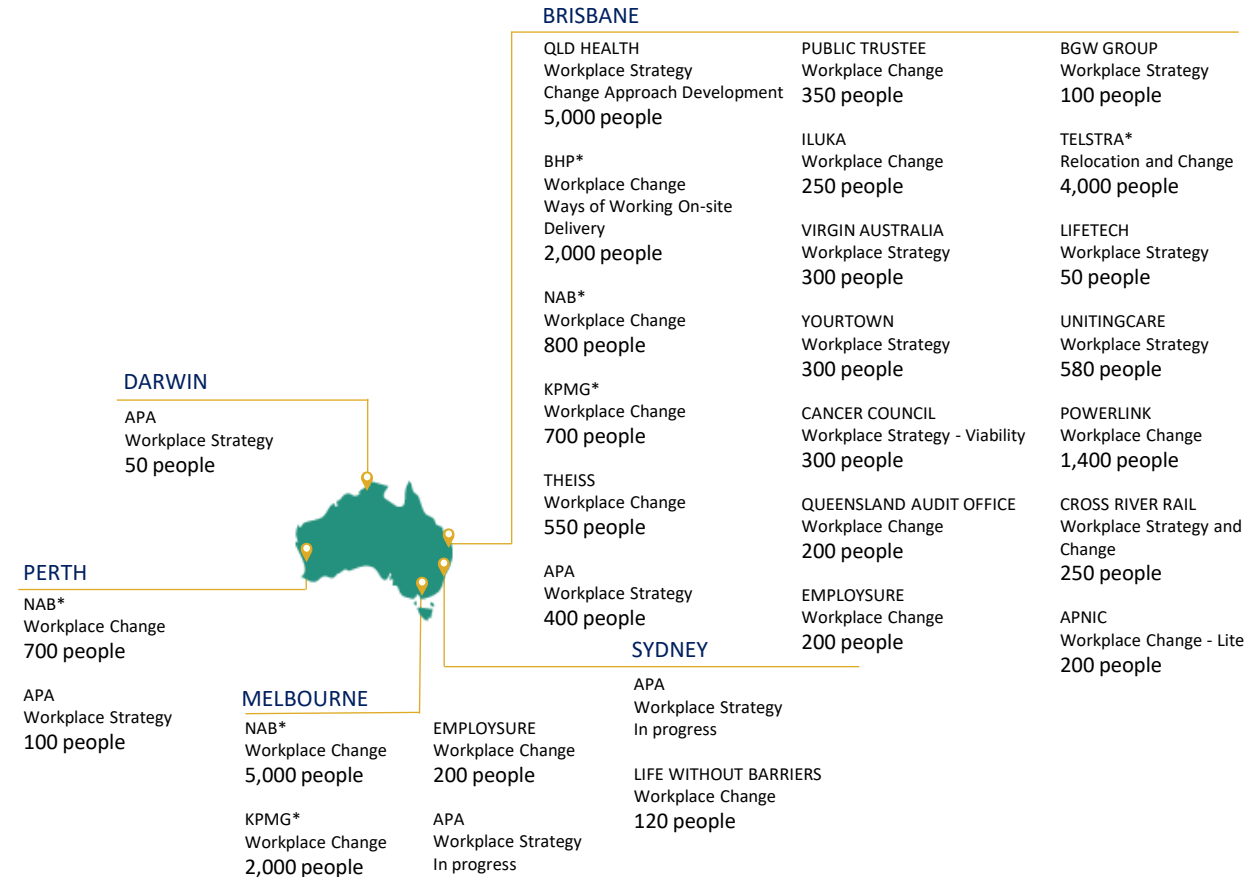 BRISBANE
QLD HEALTH
Workplace Strategy
Change Approach Development
5,000 people
BHP*
Workplace Change
Ways of Working On-site
Delivery
2,000 people
NAB*
Workplace Change
800 people
KPMG*
Workplace Change
700 people
THEISS
Workplace Change
550 people
APA
Workplace Strategy
400 people
PUBLIC TRUSTEE
Workplace Change
350 people
ILUKA
Workplace Change
250 people
VIRGIN AUSTRALIA
Workplace Strategy
300 people
YOURTOWN
Workplace Strategy
300 people
CANCER COUNCIL
Workplace Strategy - Viability
300 people
QUEENSLAND AUDIT OFFICE
Workplace Change
200 people
EMPLOYSURE
Workplace Change
200 people
BGW GROUP
Workplace Strategy
100 people
TELSTRA*
Relocation and Change
4,000 people
LIFETECH
Workplace Strategy
50 people
UNITINGCARE
Workplace Strategy
580 people
POWERLINK
Workplace Change
1,400 people
CROSS RIVER RAIL
Workplace Strategy and
Change
250 people
APNIC
Workplace Change - Lite
200 people
DARWIN
APA
Workplace Strategy
50 people
PERTH
NAB*
Workplace Change
700 people
APA
Workplace Strategy
100 people
MELBOURNE
NAB*
Workplace Change
5,000 people
KPMG*
Workplace Change
2,000 people
EMPLOYSURE
Workplace Change
200 people
APA
Workplace Strategy
In progress
SYDNEY
APA
Workplace Strategy
In progress
LIFE WITHOUT BARRIERS
Workplace Change
120 people